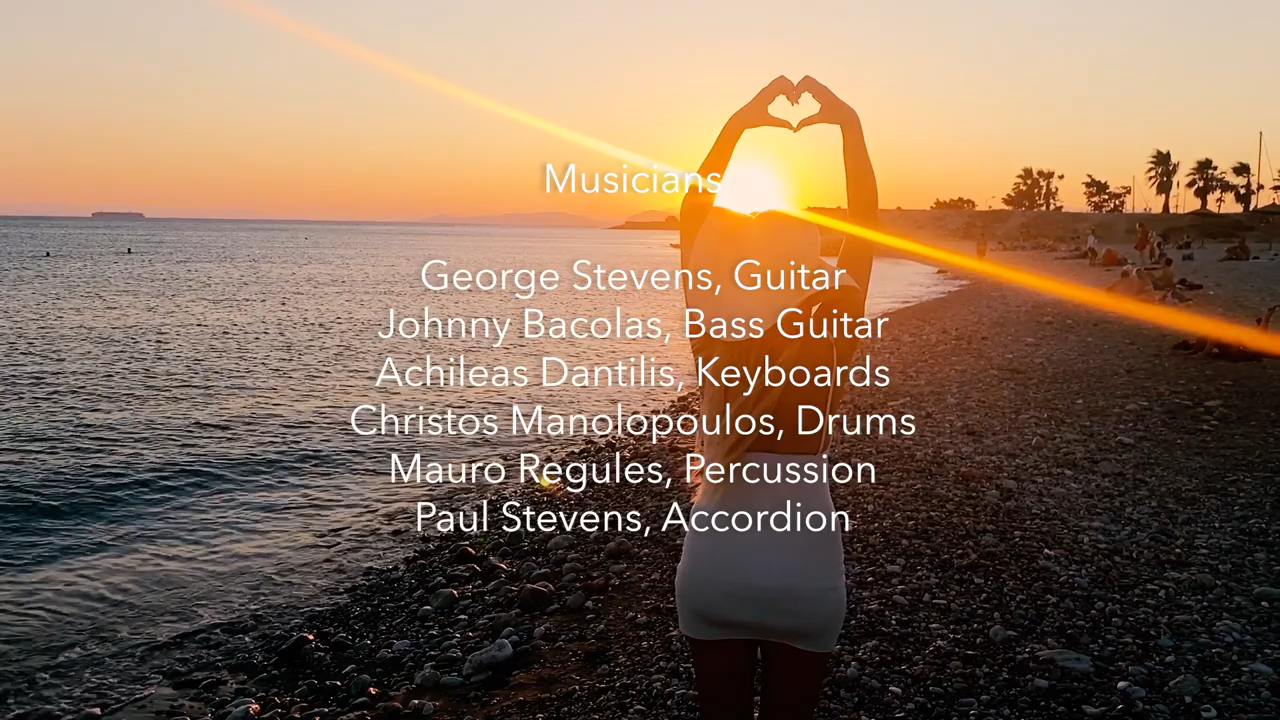 Musicians
George Stevens, Guitar
Johnny Bacolas, Bass Guitar
Achileas Dantilis, Keyboards
Christos Manolopoulos, Drums
Mauro Regules, Percussion
Paul Stevens, Accordion